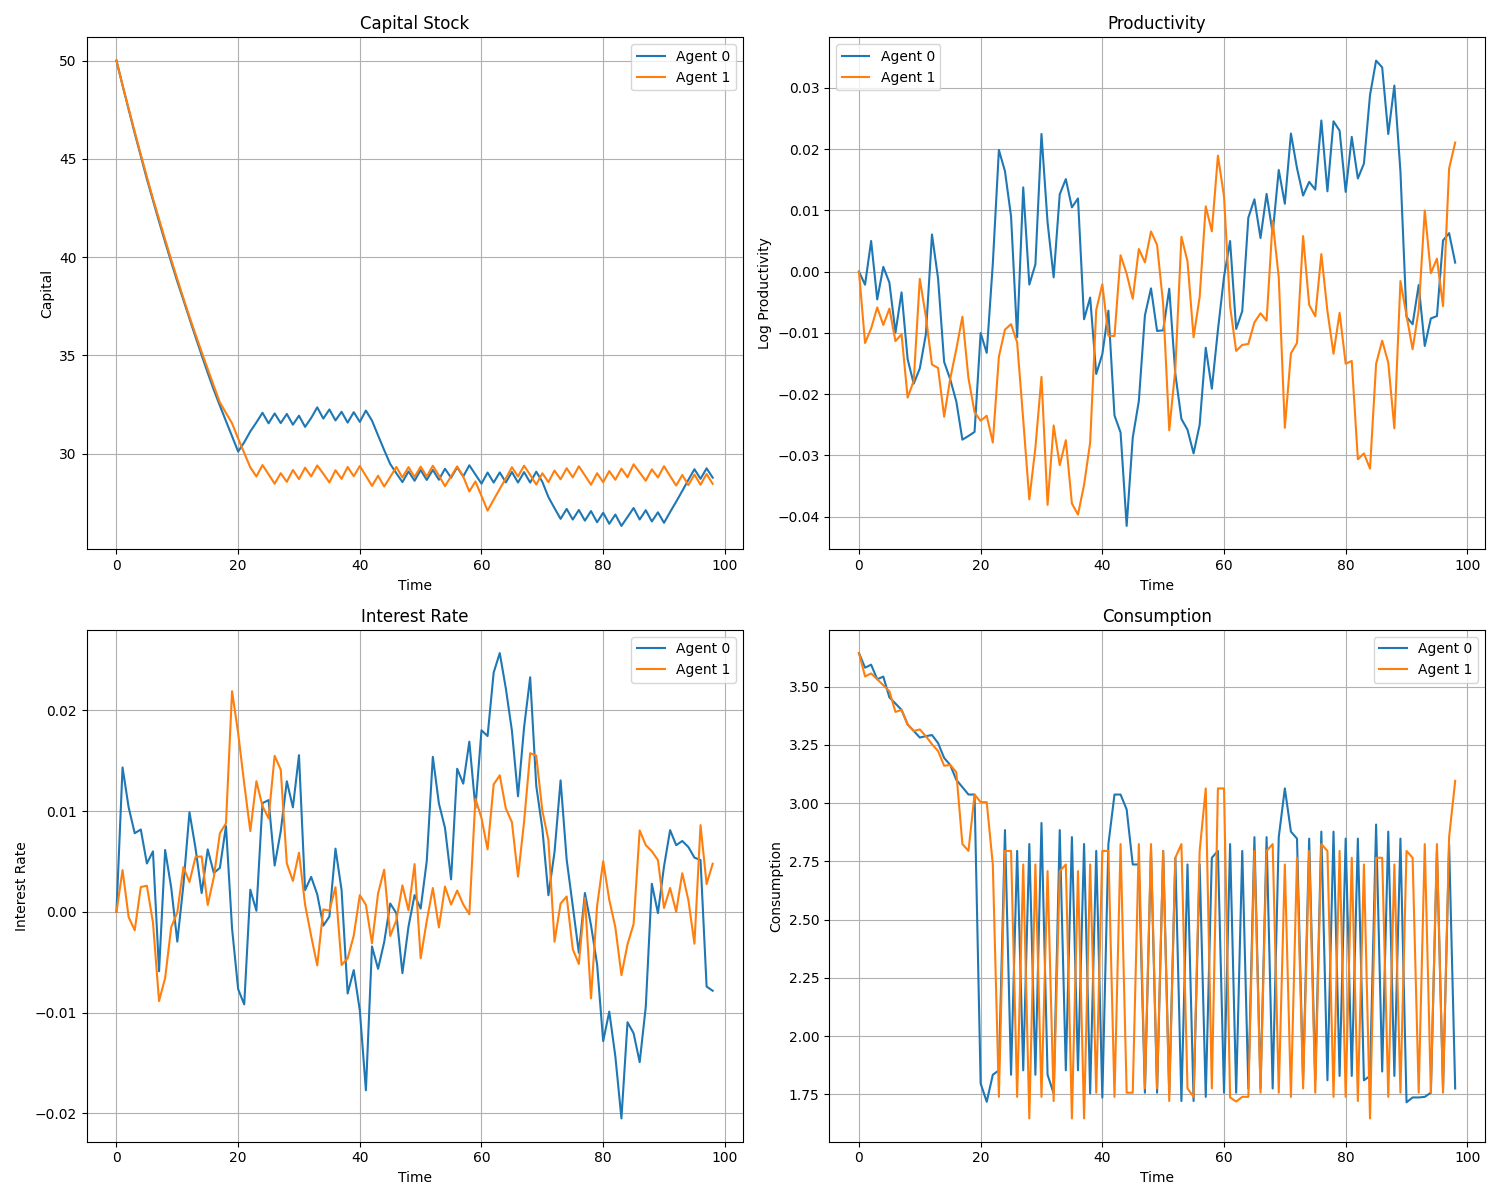 Capital Stock
Agent 0
Agent 1
50
45
40
35
30
Capital
0 20 40 60 80 100
Time
Productivity
Agent 0
Agent 1
0.03
0.02
0.01
0.00
−0.01
−0.02
−0.03
−0.04
Log Productivity
0 20 40 60 80 100
Time
Interest Rate
Agent 0
Agent 1
0.02
0.01
0.00
−0.01
−0.02
Interest Rate
0 20 40 60 80 100
Time
Consumption
Agent 0
Agent 1
3.50
3.25
3.00
2.75
2.50
2.25
2.00
1.75
Consumption
0 20 40 60 80 100
Time